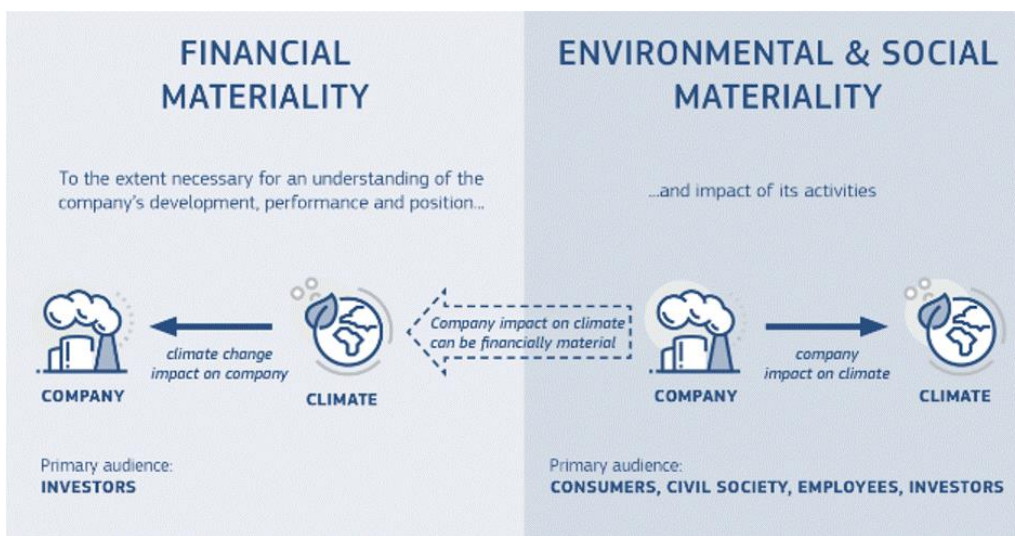 FINANCIAL
MATERIALITY
To the extent necessary for an understanding of the
company's development, performance and position...
climate change
impact on company
COMPANY
CLIMATE
Primary audience:
INVESTORS
Company impact on climate
can be financially material
ENVIRONMENTAL & SOCIAL
MATERIALITY
...and impact of its activities
company
impact on climate
COMPANY
CLIMATE
Primary audience:
CONSUMERS, CIVIL SOCIETY, EMPLOYEES, INVESTORS